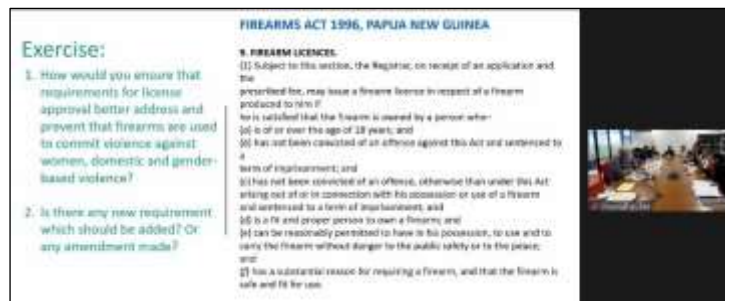 FIREARMS ACT 1996, PAPUA NEW GUINEA
Exercise:
1. How would you ensure that
requirements for license
approval better address and
prevent that firearms are used
to commit violence against
women, domestic and gender-
based violence?
2. Is there any new requirement
which should be added? Or
any amendment made?
9. FIREARM LICENCES.
(1) Subject to this section, the Registrar, on receipt of an application and
the
prescribed fee, may issue a firearm licence in respect of a firearm
produced to him if
he is satisfied that the firearm is owned by a person who-
(a) is of or over the age of 18 years; and
(b) has not been convicted of an offence against this Act and sentenced to
a
term of imprisonment; and
(c) has not been convicted of an offense, otherwise than under this Act
arising out of or in connection with his possession or use of a firearm
and sentenced to a term of imprisonment; and
(d) is a fit and proper person to own a firearm; and
(e) can be reasonably permitted to have in his possession, to use and to
carry the firearm without danger to the public safety or to the peace;
and
(f) has a substantial reason for requiring a firearm, and that the firearm is
safe and fit for use.